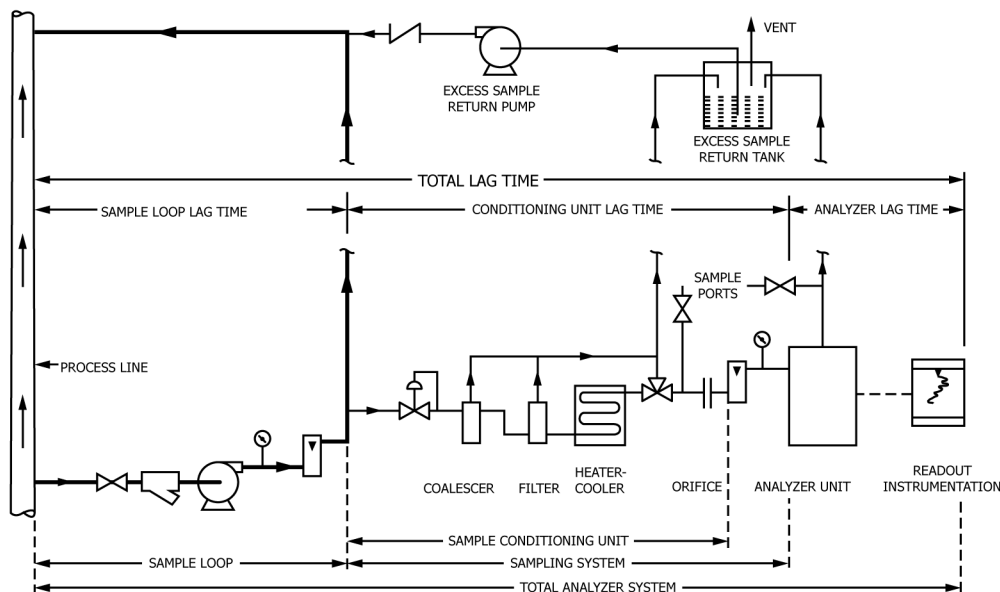 VENT
EXCESS SAMPLE
RETURN PUMP
EXCESS SAMPLE
RETURN TANK
TOTAL LAG TIME
SAMPLE LOOP LAG TIME
CONDITIONING UNIT LAG TIME
ANALYZER LAG TIME
SAMPLE
PORTS
PROCESS LINE
COALESCER
FILTER
HEATER-
COOLER
ORIFICE
ANALYZER UNIT
READOUT
INSTRUMENTATION
SAMPLE CONDITIONING UNIT
SAMPLE LOOP
SAMPLING SYSTEM
TOTAL ANALYZER SYSTEM